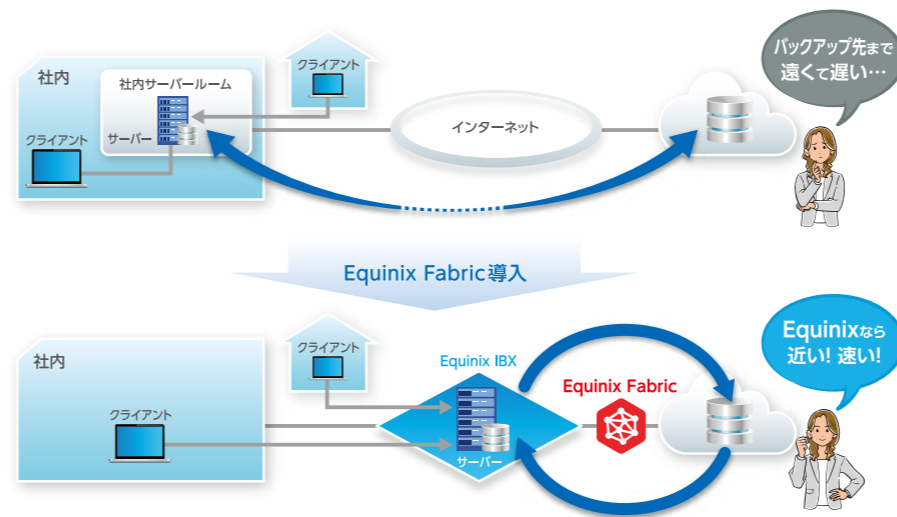 バックアップ先まで
遠くて遅い…
クライアント
社内
社内サーバールーム
サーバー
クライアント
インターネット
Equinix Fabric導入
Equinixなら
近い!速い!
社内
クライアント
Equinix IBX
Equinix Fabric
クライアント
サーバー